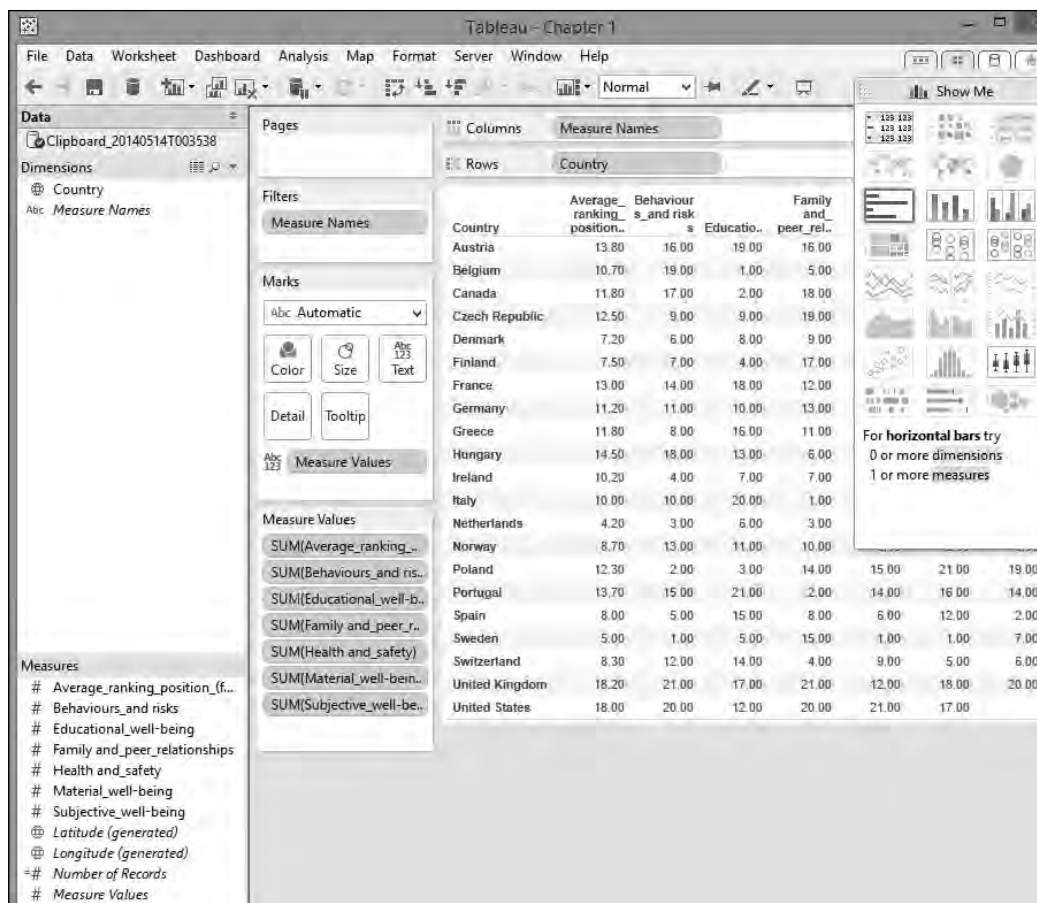 Tableau - Chapter 1
File Data Worksheet Dashboard Analysis Map Format Server Window Help
Normal
Show Me
Data
Clipboard_20140514T003538
Dimensions
Country
Abc Measure Names
Pages
Filters
Measure Names
Marks
Abc Automatic
Color
Size
Abc
123
Text
Detail
Tooltip
Abc
123
Measure Values
Measure Values
SUM(Average_ranking_..
SUM(Behaviours_and ris..
SUM(Educational_well-b..
SUM(Family and_peer_r..
SUM(Health and_safety)
SUM(Material_well-bein..
SUM(Subjective_well-be..
Measures
# Average_ranking_position_(f...
# Behaviours_and risks
# Educational_well-being
# Family and_peer_relationships
# Health and_safety
# Material_well-being
# Subjective_well-being
Latitude (generated)
Longitude (generated)
=# Number of Records
# Measure Values
Columns Measure Names
Rows Country
Average_ Behaviour Family
ranking_ s_and risk and_
Country position.. s Educatio.. peer_rel..
Austria 13.80 16.00 19.00 16.00
Belgium 10.70 19.00 1.00 5.00
Canada 11.80 17.00 2.00 18.00
Czech Republic 12.50 9.00 9.00 19.00
Denmark 7.20 6.00 8.00 9.00
Finland 7.50 7.00 4.00 17.00
France 13.00 14.00 18.00 12.00
Germany 11.20 11.00 10.00 13.00
Greece 11.80 8.00 16.00 11.00
Hungary 14.50 18.00 13.00 6.00
Ireland 10.20 4.00 7.00 7.00
Italy 10.00 10.00 20.00 1.00
Netherlands 4.20 3.00 6.00 3.00
Norway 8.70 13.00 11.00 10.00
Poland 12.30 2.00 3.00 14.00 15.00 21.00 19.00
Portugal 13.70 15.00 21.00 2.00 14.00 16.00 14.00
Spain 8.00 5.00 15.00 8.00 6.00 12.00 2.00
Sweden 5.00 1.00 5.00 15.00 1.00 1.00 7.00
Switzerland 8.30 12.00 14.00 4.00 9.00 5.00 6.00
United Kingdom 18.20 21.00 17.00 21.00 12.00 18.00 20.00
United States 18.00 20.00 12.00 20.00 21.00 17.00
123 123
123 123
123 123
For horizontal bars try
0 or more dimensions
1 or more measures